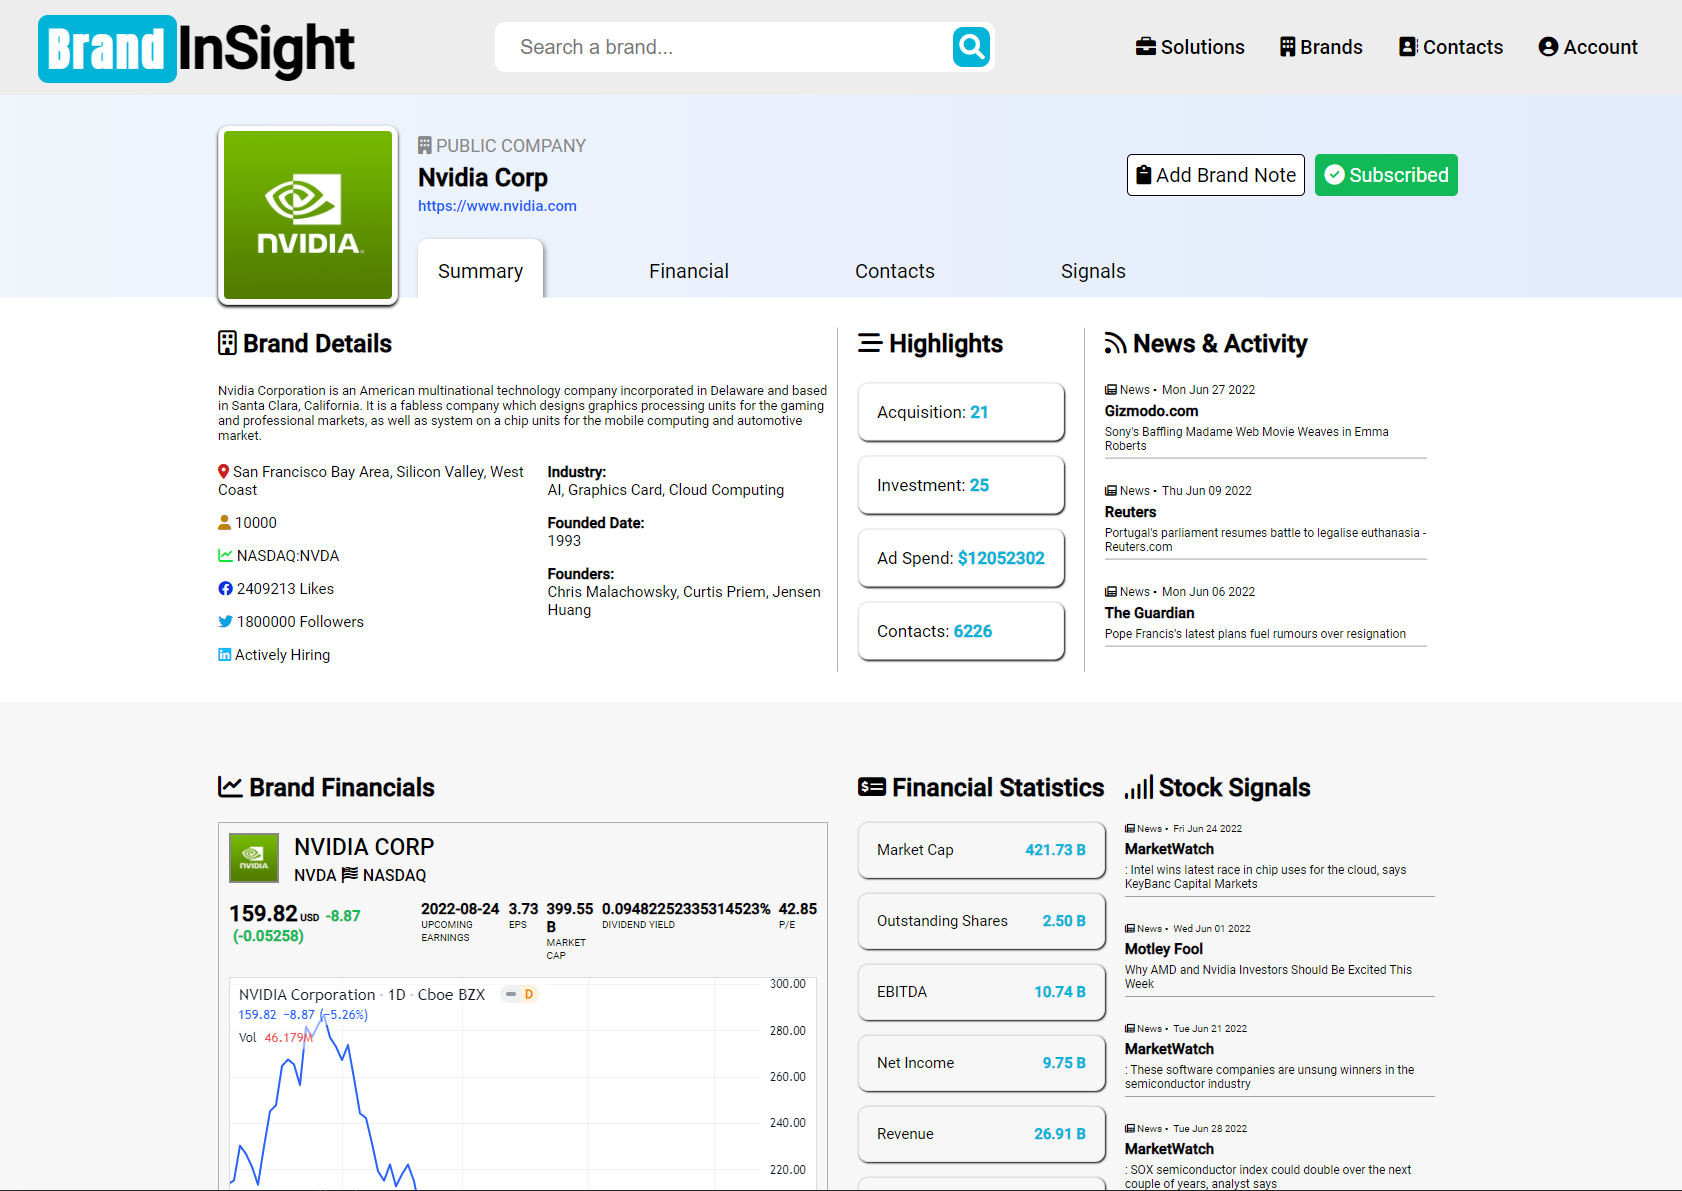 Brand InSight
Search a brand...
Solutions
Brands
Contacts
Account
NVIDIA
PUBLIC COMPANY
Nvidia Corp
https://www.nvidia.com
Add Brand Note
Subscribed
Summary
Financial
Contacts
Signals
Brand Details
Nvidia Corporation is an American multinational technology company incorporated in Delaware and based
in Santa Clara, California. It is a fabless company which designs graphics processing units for the gaming
and professional markets, as well as system on a chip units for the mobile computing and automotive
market.
San Francisco Bay Area, Silicon Valley, West
Coast
10000
NASDAQ:NVDA
2409213 Likes
1800000 Followers
Actively Hiring
Industry:
AI, Graphics Card, Cloud Computing
Founded Date:
1993
Founders:
Chris Malachowsky, Curtis Priem, Jensen
Huang
Highlights
Acquisition: 21
Investment: 25
Ad Spend: $12052302
Contacts: 6226
News & Activity
News • Mon Jun 27 2022
Gizmodo.com
Sony's Baffling Madame Web Movie Weaves in Emma
Roberts
News • Thu Jun 09 2022
Reuters
Portugal's parliament resumes battle to legalise euthanasia -
Reuters.com
News • Mon Jun 06 2022
The Guardian
Pope Francis's latest plans fuel rumours over resignation
Brand Financials
NVIDIA
NVIDIA CORP
NVDA NASDAQ
159.82 USD -8.87
(-0.05258)
2022-08-24
UPCOMING
EARNINGS
3.73
EPS
399.55
B
MARKET
CAP
0.09482252335314523%
DIVIDEND YIELD
42.85
P/E
NVIDIA Corporation · 1D · Cboe BZX
D
159.82 −8.87 (−5.26%)
Vol 46.179M
300.00
280.00
260.00
240.00
220.00
Financial Statistics
Market Cap 421.73 B
Outstanding Shares 2.50 B
EBITDA 10.74 B
Net Income 9.75 B
Revenue 26.91 B
Stock Signals
News • Fri Jun 24 2022
MarketWatch
: Intel wins latest race in chip uses for the cloud, says
KeyBanc Capital Markets
News • Wed Jun 01 2022
Motley Fool
Why AMD and Nvidia Investors Should Be Excited This
Week
News • Tue Jun 21 2022
MarketWatch
: These software companies are unsung winners in the
semiconductor industry
News • Tue Jun 28 2022
MarketWatch
: SOX semiconductor index could double over the next
couple of years, analyst says